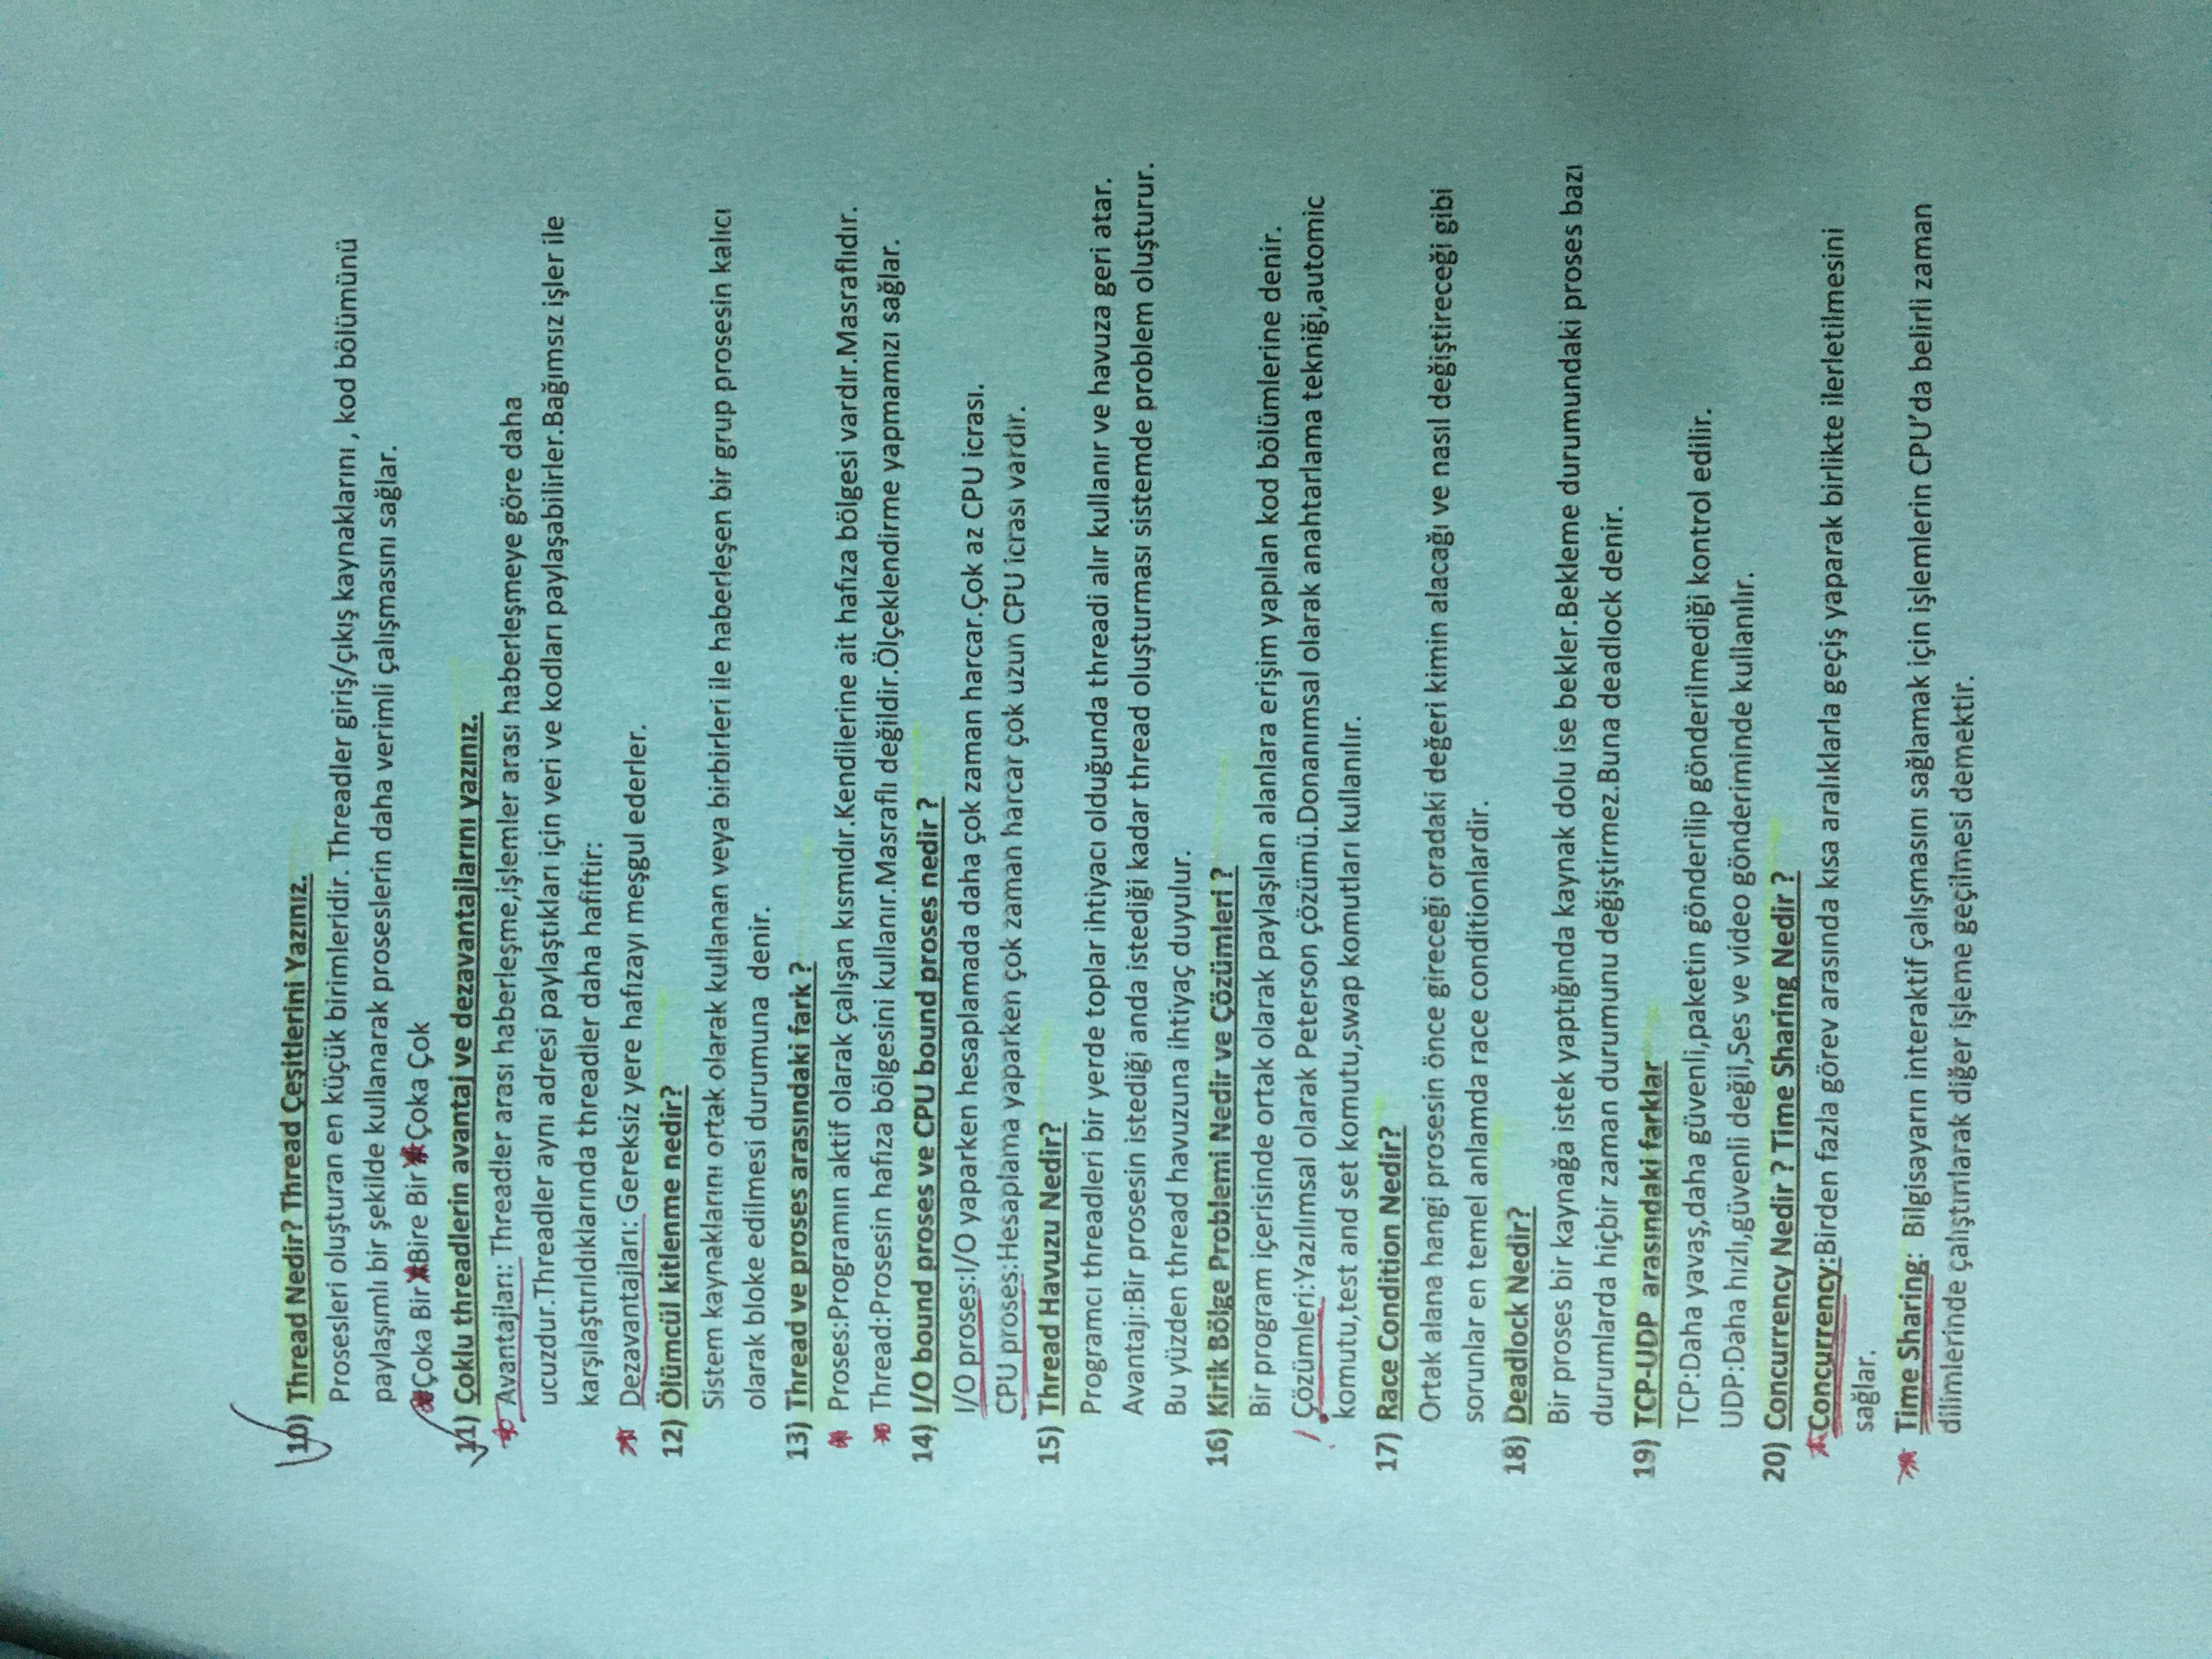 10) Thread Nedir? Thread Çeşitlerini Yazınız.
Prosesleri oluşturan en küçük birimleridir. Threadler giriş/çıkış kaynaklarını , kod bölümünü
paylaşımlı bir şekilde kullanarak proseslerin daha verimli çalışmasını sağlar.
*Çoka Bir*Bire Bir*Çoka Çok
11) Çoklu threadlerin avantaj ve dezavantajlarını yazınız.
* Avantajları: Threadler arası haberleşme,işlemler arası haberleşmeye göre daha
ucuzdur.Threadler aynı adresi paylaştıkları için veri ve kodları paylaşabilirler.Bağımsız işler ile
karşılaştırıldıklarında threadler daha hafiftir:
* Dezavantajları: Gereksiz yere hafızayı meşgul ederler.
12) Ölümcül kitlenme nedir?
Sistem kaynaklarını ortak olarak kullanan veya birbirleri ile haberleşen bir grup prosesin kalıcı
olarak bloke edilmesi durumuna denir.
13) Thread ve proses arasındaki fark ?
* Proses:Programın aktif olarak çalışan kısmıdır.Kendilerine ait hafıza bölgesi vardır.Masraflıdır.
* Thread:Prosesin hafıza bölgesini kullanır.Masraflı değildir.Ölçeklendirme yapmamızı sağlar.
14) I/O bound proses ve CPU bound proses nedir ?
I/O proses:I/O yaparken hesaplamada daha çok zaman harcar.Çok az CPU icrası.
CPU proses:Hesaplama yaparken çok zaman harcar çok uzun CPU icrası vardır.
15) Thread Havuzu Nedir?
Programcı threadleri bir yerde toplar ihtiyacı olduğunda threadi alır kullanır ve havuza geri atar.
Avantajı:Bir prosesin istediği anda istediği kadar thread oluşturması sistemde problem oluşturur.
Bu yüzden thread havuzuna ihtiyaç duyulur.
16) Kirik Bölge Problemi Nedir ve Çözümleri ?
Bir program içerisinde ortak olarak paylaşılan alanlara erişim yapılan kod bölümlerine denir.
Çözümleri:Yazılımsal olarak Peterson çözümü.Donanımsal olarak anahtarlama tekniği,automic
komutu,test and set komutu,swap komutları kullanılır.
17) Race Condition Nedir?
Ortak alana hangi prosesin önce gireceği oradaki değeri kimin alacağı ve nasıl değiştireceği gibi
sorunlar en temel anlamda race conditionlardir.
18) Deadlock Nedir?
Bir proses bir kaynağa istek yaptığında kaynak dolu ise bekler.Bekleme durumundaki proses bazı
durumlarda hiçbir zaman durumunu değiştirmez.Buna deadlock denir.
19) TCP-UDP arasındaki farklar
TCP:Daha yavaş,daha güvenli,paketin gönderilip gönderilmediği kontrol edilir.
UDP:Daha hızlı,güvenli değil,Ses ve video gönderiminde kullanılır.
20) Concurrency Nedir ? Time Sharing Nedir ?
*Concurrency:Birden fazla görev arasında kısa aralıklarla geçiş yaparak birlikte ilerletilmesini
sağlar.
* Time Sharing: Bilgisayarın interaktif çalışmasını sağlamak için işlemlerin CPU'da belirli zaman
dilimlerinde çalıştırılarak diğer işleme geçilmesi demektir.